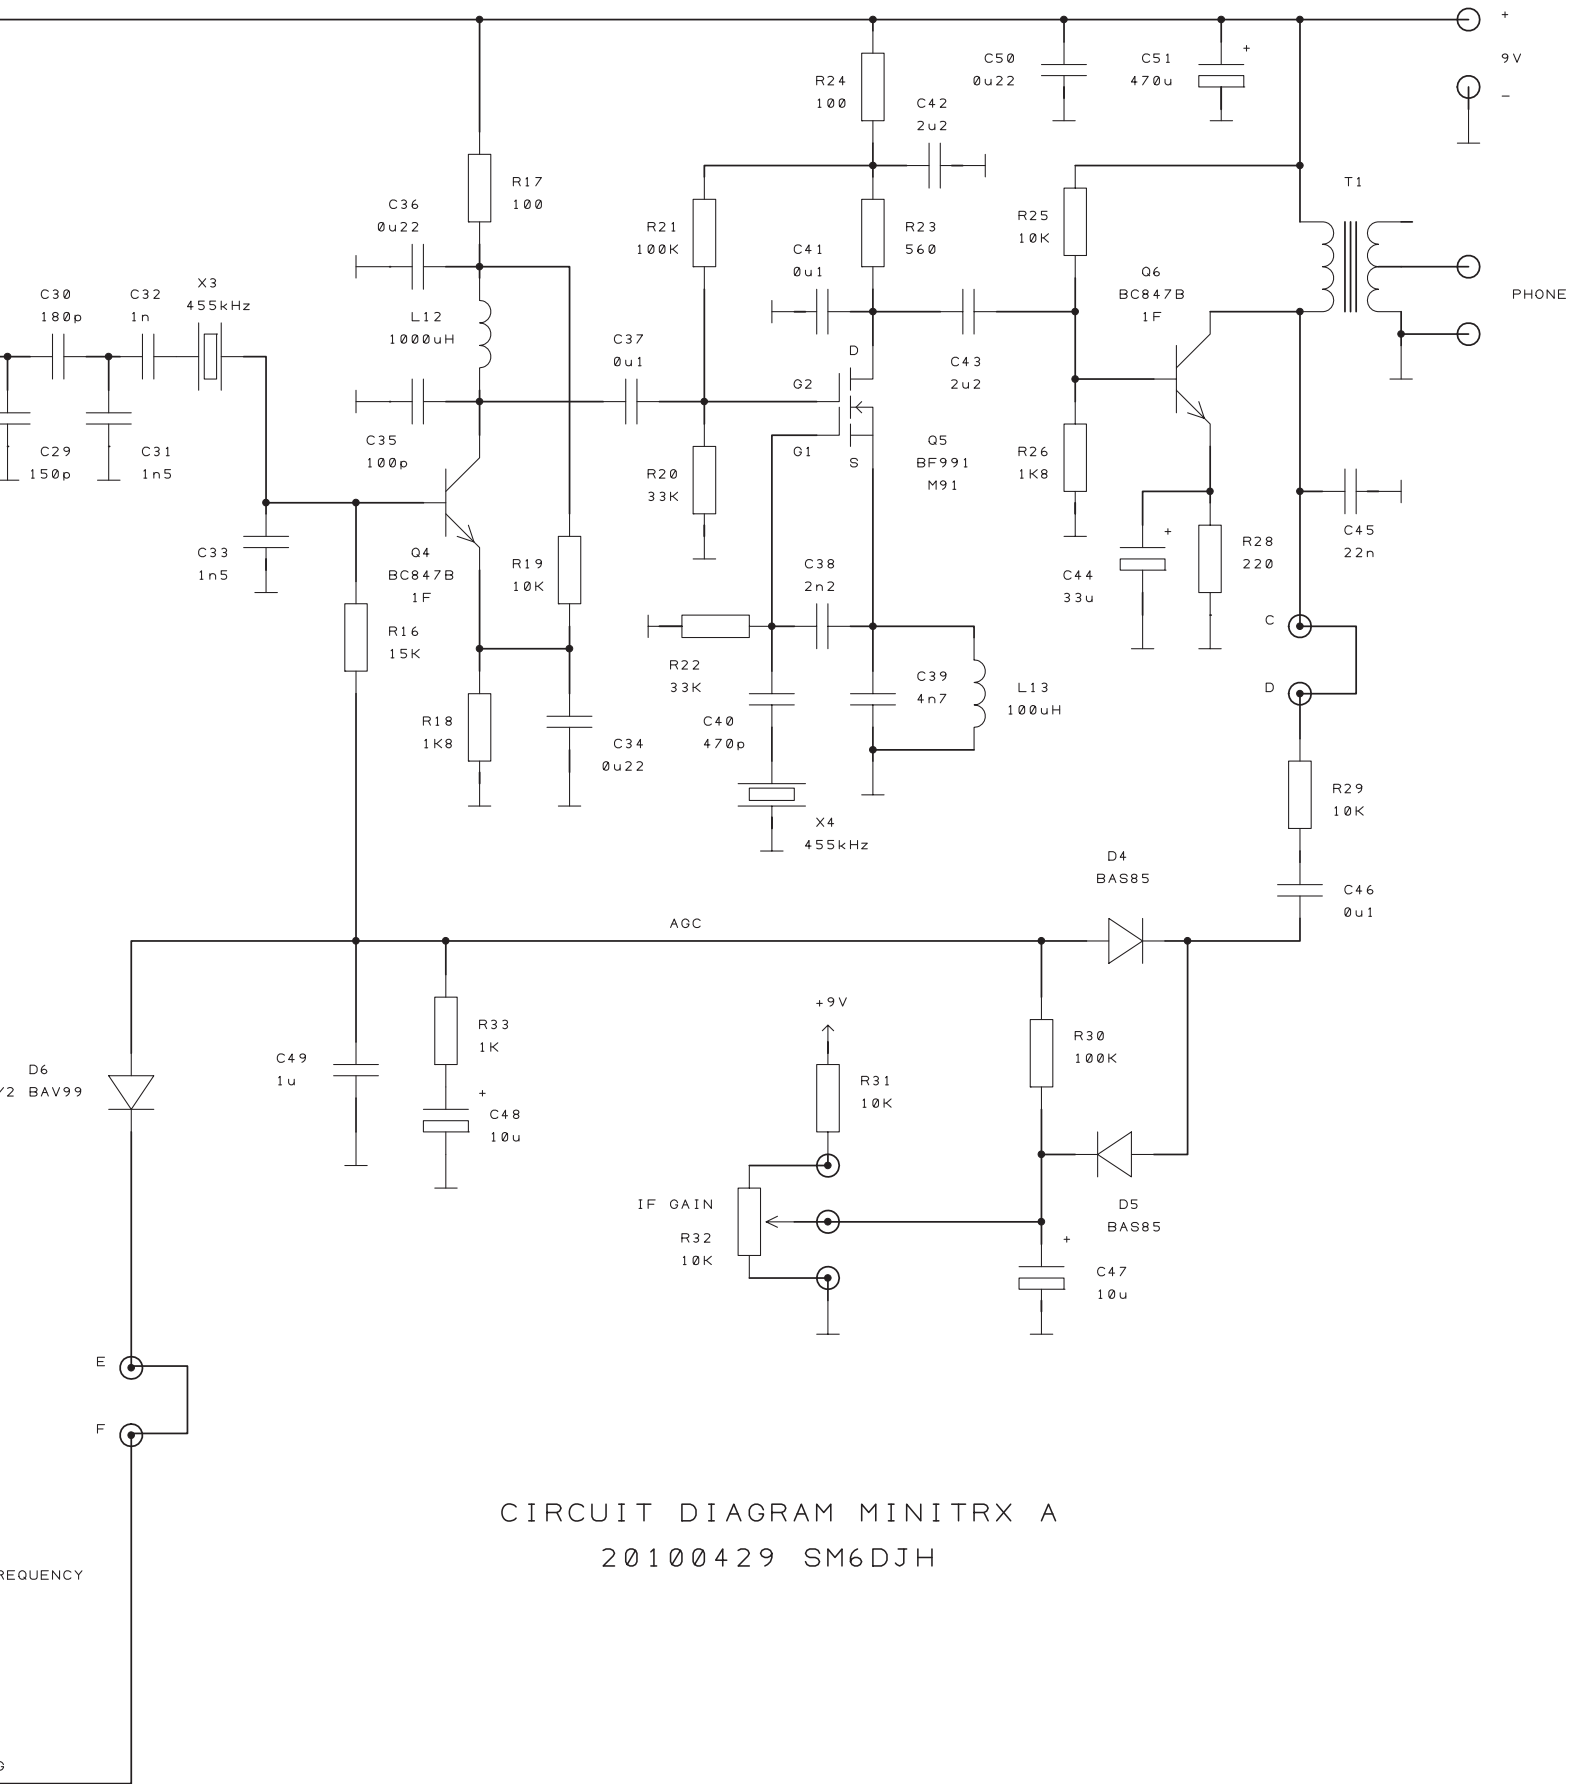 +
9V
-
C50
0u22
C51
470u
+
R24
100
C42
2u2
R17
100
C36
0u22
R21
100K
R23
560
C41
0u1
R25
10K
T1
Q6
BC847B
1F
PHONE
X3
455kHz
C30
180p
C32
1n
L12
1000uH
C37
0u1
C43
2u2
D
G2
G1
S
Q5
BF991
M91
C29
150p
C31
1n5
C35
100p
R20
33K
R26
1K8
C33
1n5
Q4
BC847B
1F
R19
10K
C38
2n2
+
C44
33u
R28
220
C45
22n
R16
15K
R22
33K
C
D
C39
4n7
L13
100uH
R18
1K8
C34
0u22
C40
470p
X4
455kHz
R29
10K
D4
BAS85
C46
0u1
AGC
+9V
R33
1K
C49
1u
+
C48
10u
D6
/2 BAV99
R31
10K
R30
100K
IF GAIN
R32
10K
D5
BAS85
+
C47
10u
E
F
CIRCUIT DIAGRAM MINITRX A
20100429 SM6DJH
REQUENCY